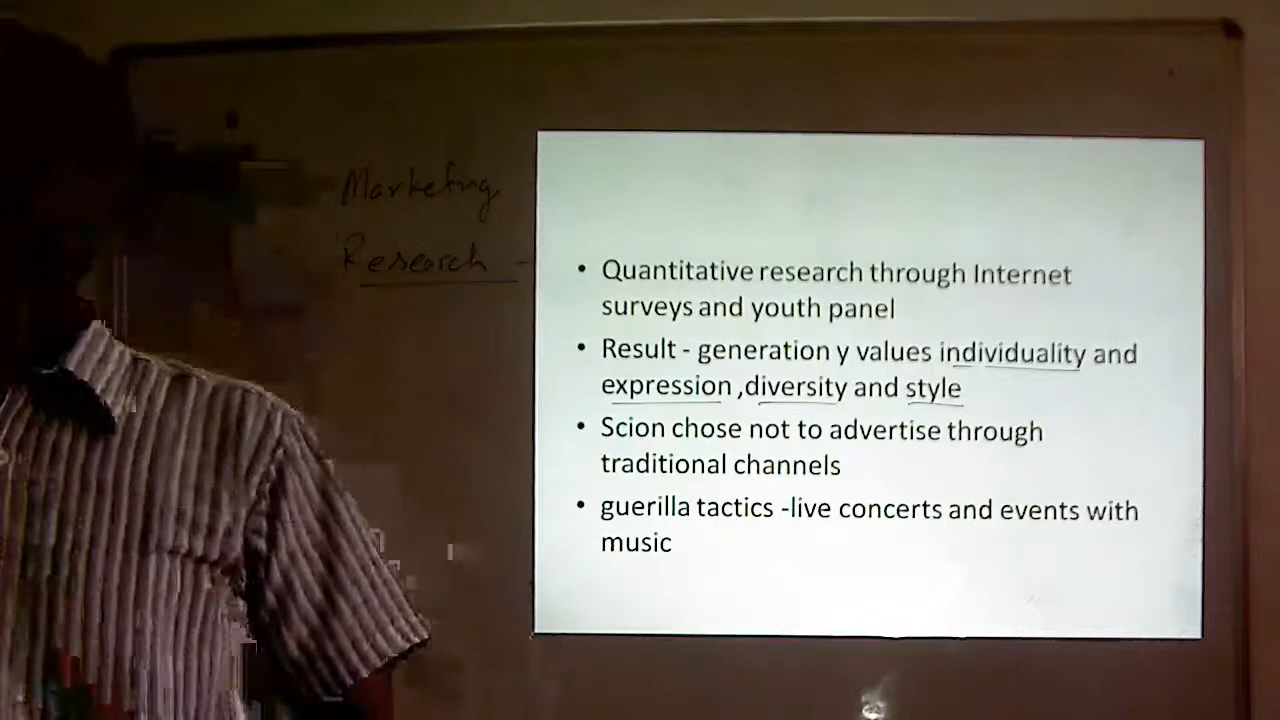 Marketing
Research -
• Quantitative research through Internet
surveys and youth panel
• Result - generation y values individuality and
expression ,diversity and style
• Scion chose not to advertise through
traditional channels
• guerilla tactics -live concerts and events with
music